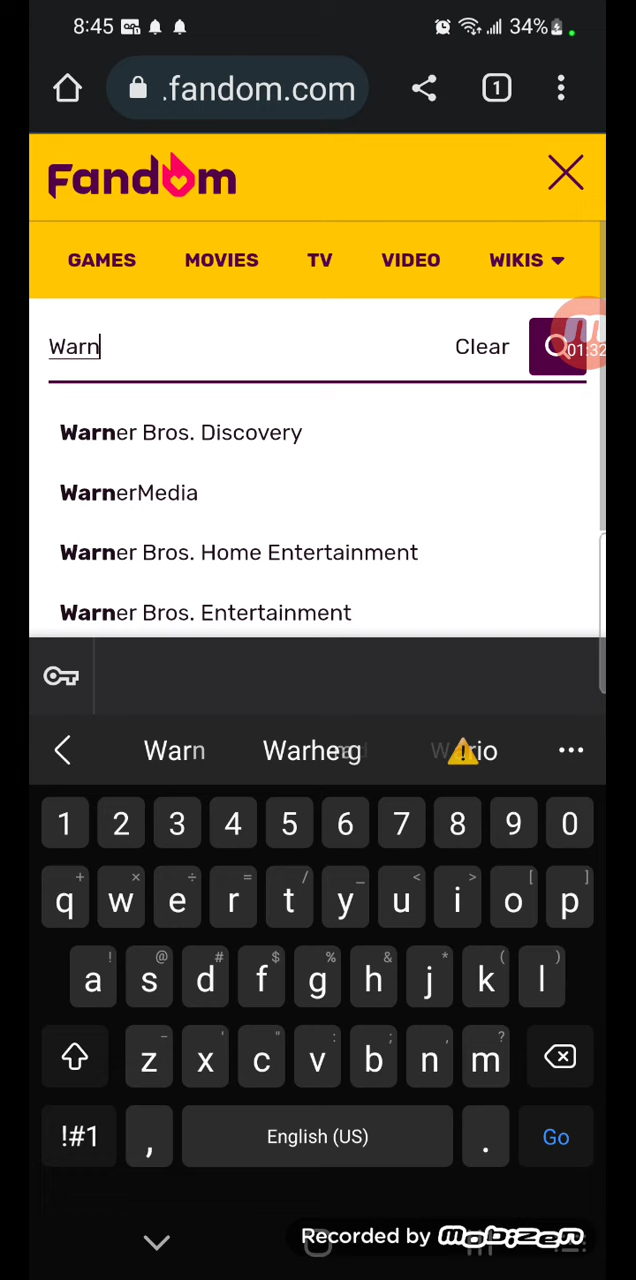 8:45 34%
.fandom.com 1
Fandom
GAMES MOVIES TV VIDEO WIKIS
Warn Clear
01:32
Warner Bros. Discovery
WarnerMedia
Warner Bros. Home Entertainment
Warner Bros. Entertainment
Warn
1 2 3 4 5 6 7 8 9 0
+ × ÷ = / _ < > [ ]
q w e r t y u i o p
! @ # $ % & * ( )
a s d f g h j k l
- ' " : ; , ?
z x c v b n m
!#1 , English (US) . Go
Recorded by mobizen